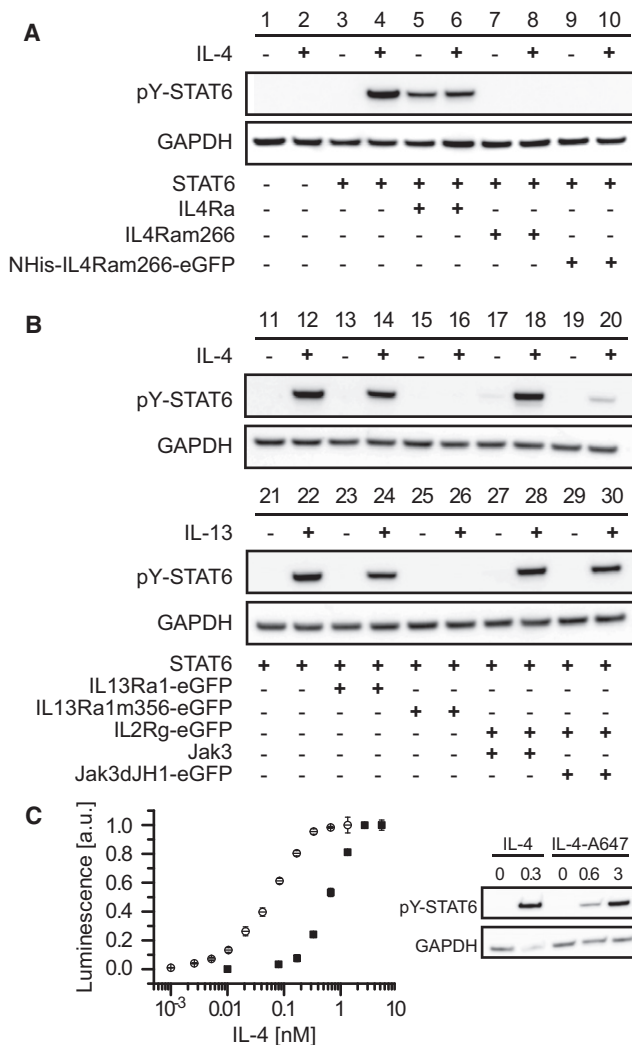 A
1 2 3 4 5 6 7 8 9 10
IL-4 - + - + - + - + - +
pY-STAT6
GAPDH
STAT6 - - + + + + + + + +
IL4Ra - - - - + + - - - -
IL4Ram266 - - - - - - + + - -
NHis-IL4Ram266-eGFP - - - - - - - - + +
B
11 12 13 14 15 16 17 18 19 20
IL-4 - + - + - + - + - +
pY-STAT6
GAPDH
21 22 23 24 25 26 27 28 29 30
IL-13 - + - + - + - + - +
pY-STAT6
GAPDH
STAT6 + + + + + + + + + +
IL13Ra1-eGFP - - + + - - - - - -
IL13Ra1m356-eGFP - - - - + + - - - -
IL2Rg-eGFP - - - - - - + + + +
Jak3 - - - - - - + + - -
Jak3dJH1-eGFP - - - - - - - - + +
C
Luminescence [a.u.]
1.0
0.8
0.6
0.4
0.2
0.0
10-3 0.01 0.1 1 10
IL-4 [nM]
IL-4 IL-4-A647
0 0.3 0 0.6 3
pY-STAT6
GAPDH